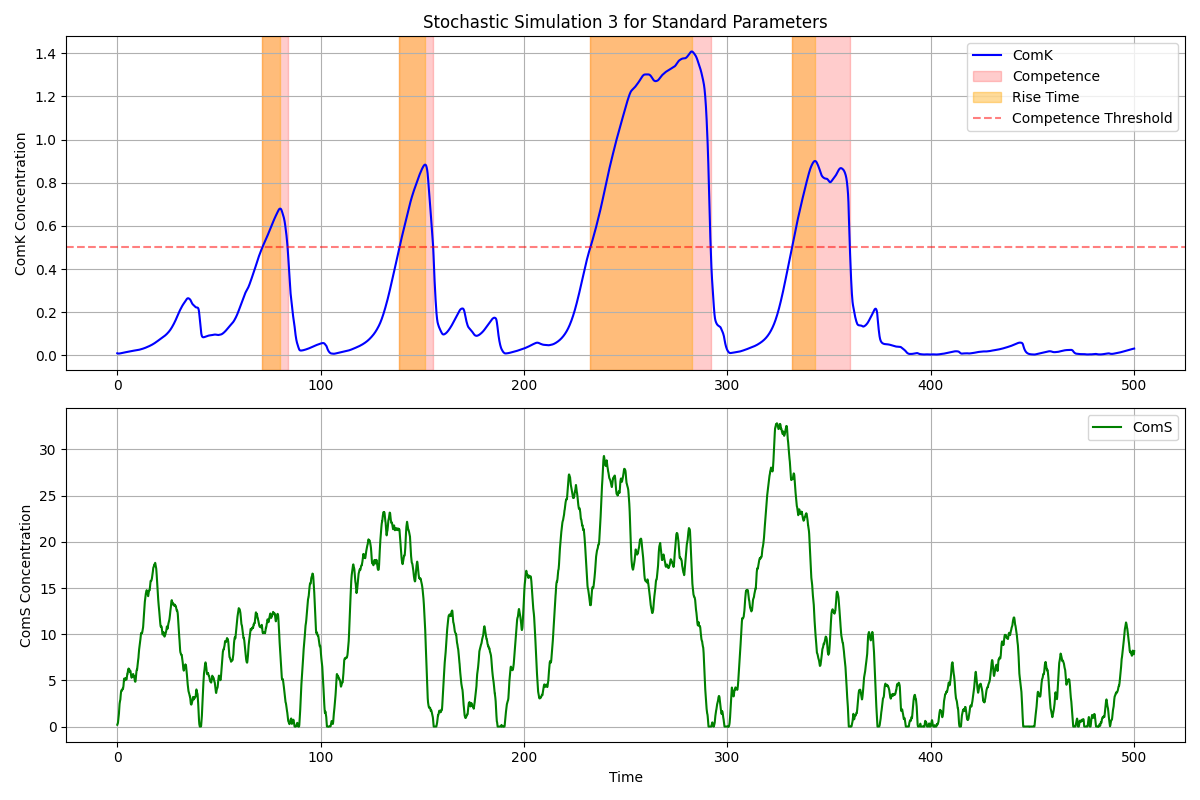 Stochastic Simulation 3 for Standard Parameters
ComK Concentration
1.4
1.2
1.0
0.8
0.6
0.4
0.2
0.0
ComK
Competence
Rise Time
Competence Threshold
0 100 200 300 400 500
ComS Concentration
30
25
20
15
10
5
0
ComS
0 100 200 300 400 500
Time